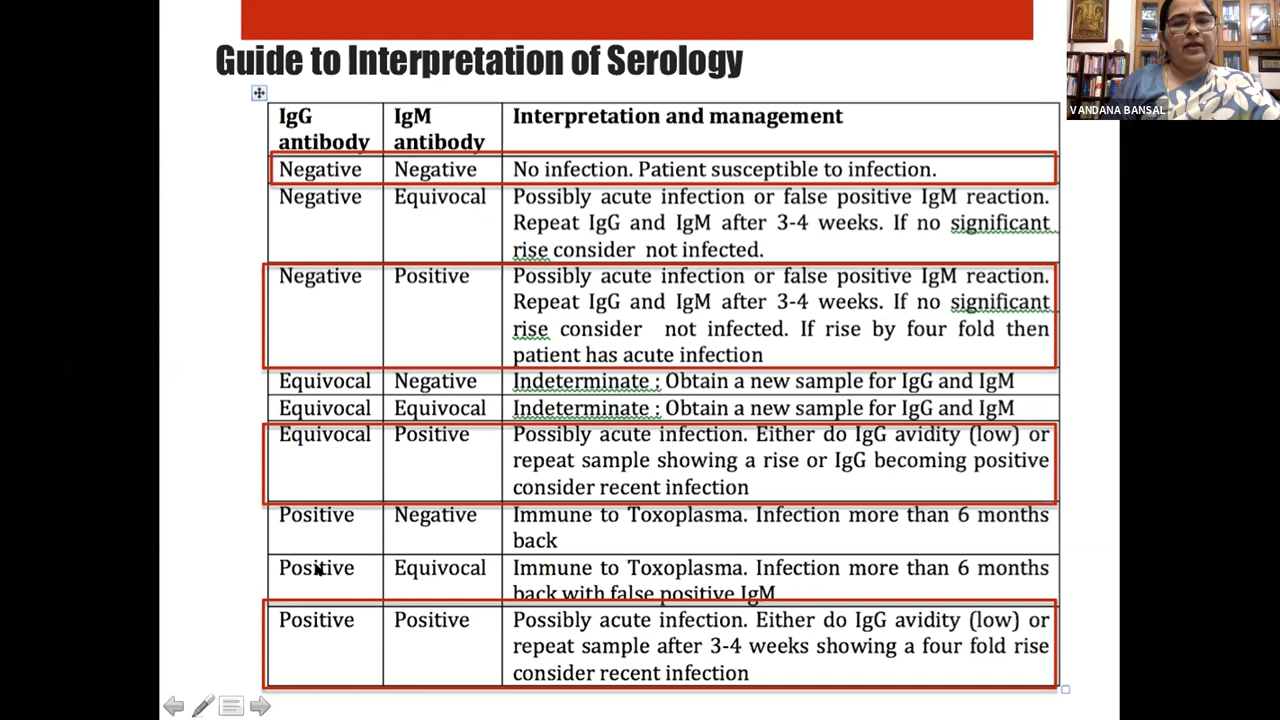 Guide to Interpretation of Serology
VANDANA BANSAL
IgG antibody IgM antibody Interpretation and management
Negative Negative No infection. Patient susceptible to infection.
Negative Equivocal Possibly acute infection or false positive IgM reaction.
Repeat IgG and IgM after 3-4 weeks. If no significant
rise consider not infected.
Negative Positive Possibly acute infection or false positive IgM reaction.
Repeat IgG and IgM after 3-4 weeks. If no significant
rise consider not infected. If rise by four fold then
patient has acute infection
Equivocal Negative Indeterminate : Obtain a new sample for IgG and IgM
Equivocal Equivocal Indeterminate : Obtain a new sample for IgG and IgM
Equivocal Positive Possibly acute infection. Either do IgG avidity (low) or
repeat sample showing a rise or IgG becoming positive
consider recent infection
Positive Negative Immune to Toxoplasma. Infection more than 6 months
back
Positive Equivocal Immune to Toxoplasma. Infection more than 6 months
back with false positive IgM
Positive Positive Possibly acute infection. Either do IgG avidity (low) or
repeat sample after 3-4 weeks showing a four fold rise
consider recent infection